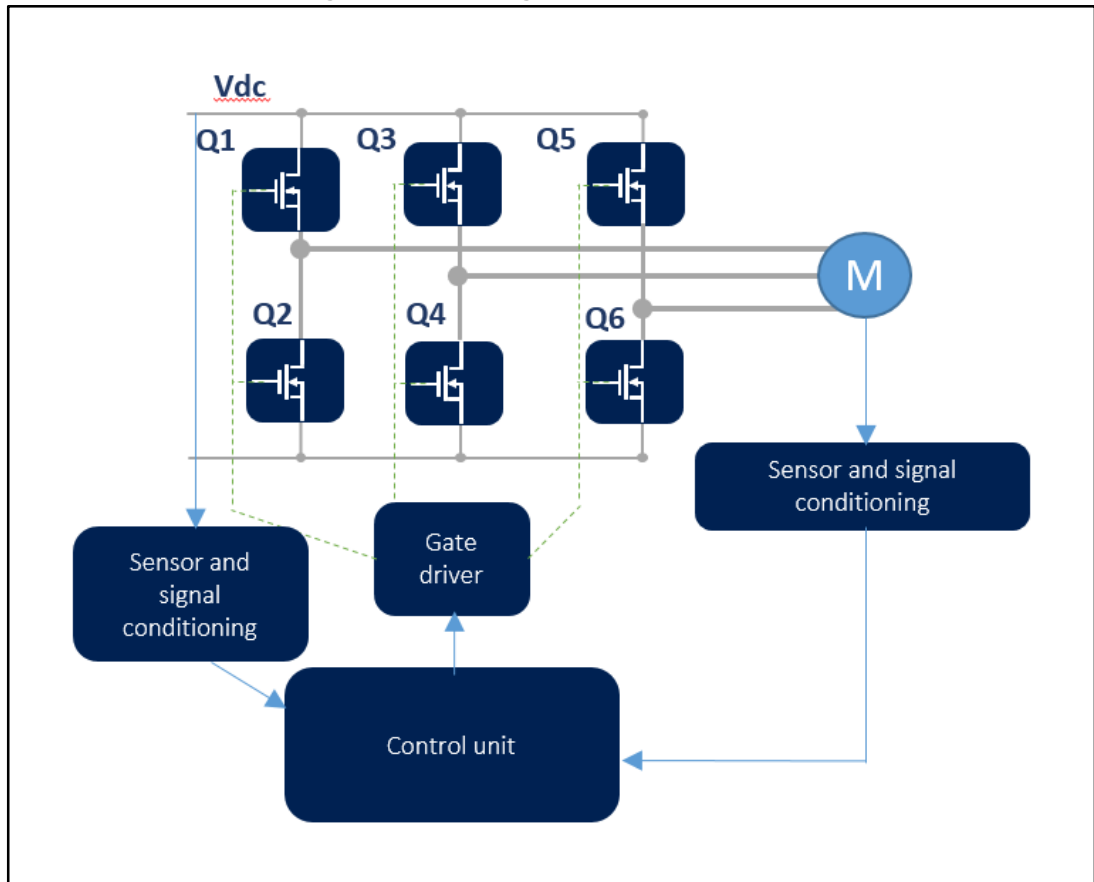 Vdc
Q1
Q3
Q5
M
Q2
Q4
Q6
Sensor and signal
conditioning
Gate
driver
Sensor and
signal
conditioning
Control unit